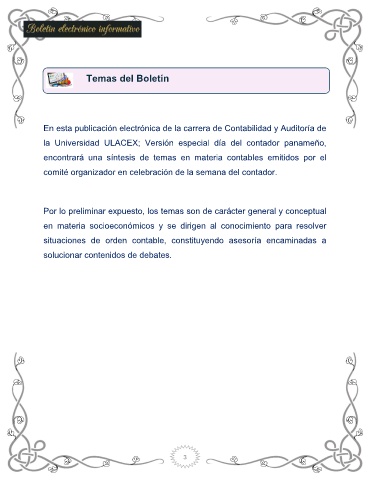 Boletín electrónico informativo
Temas del Boletín
En esta publicación electrónica de la carrera de Contabilidad y Auditoría de
la Universidad ULACEX; Versión especial día del contador panameño,
encontrará una síntesis de temas en materia contables emitidos por el
comité organizador en celebración de la semana del contador.
Por lo preliminar expuesto, los temas son de carácter general y conceptual
en materia socioeconómicos y se dirigen al conocimiento para resolver
situaciones de orden contable, constituyendo asesoría encaminadas a
solucionar contenidos de debates.
3